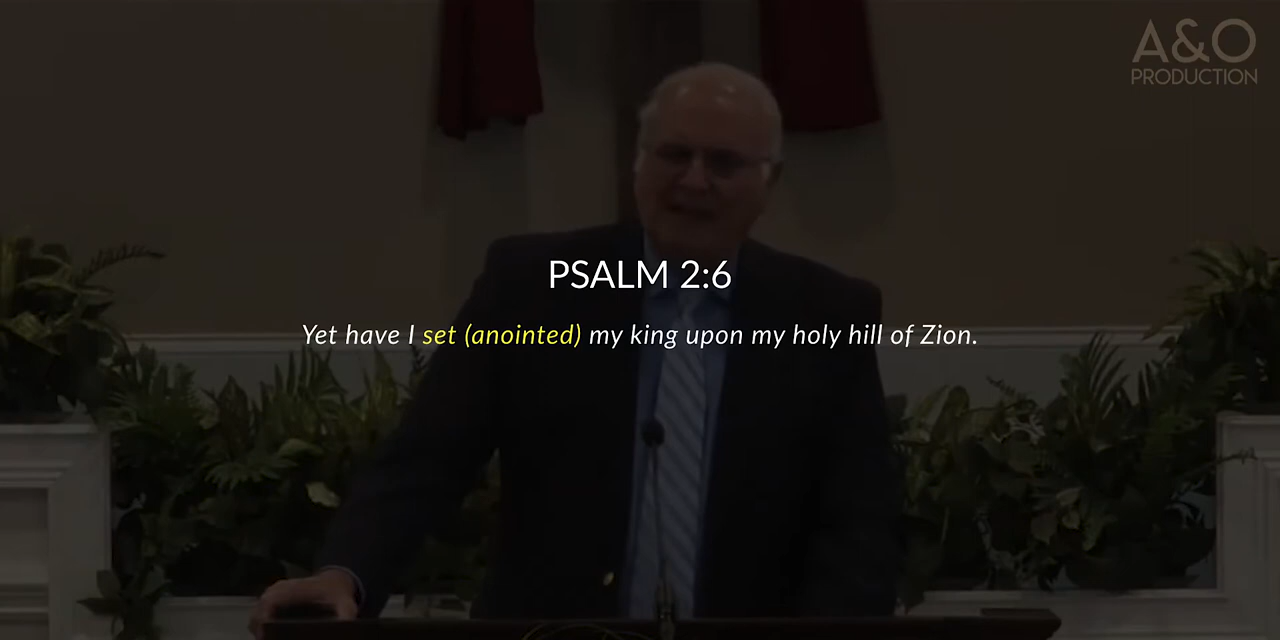 A&O
PRODUCTION
PSALM 2:6
Yet have I set (anointed) my king upon my holy hill of Zion.